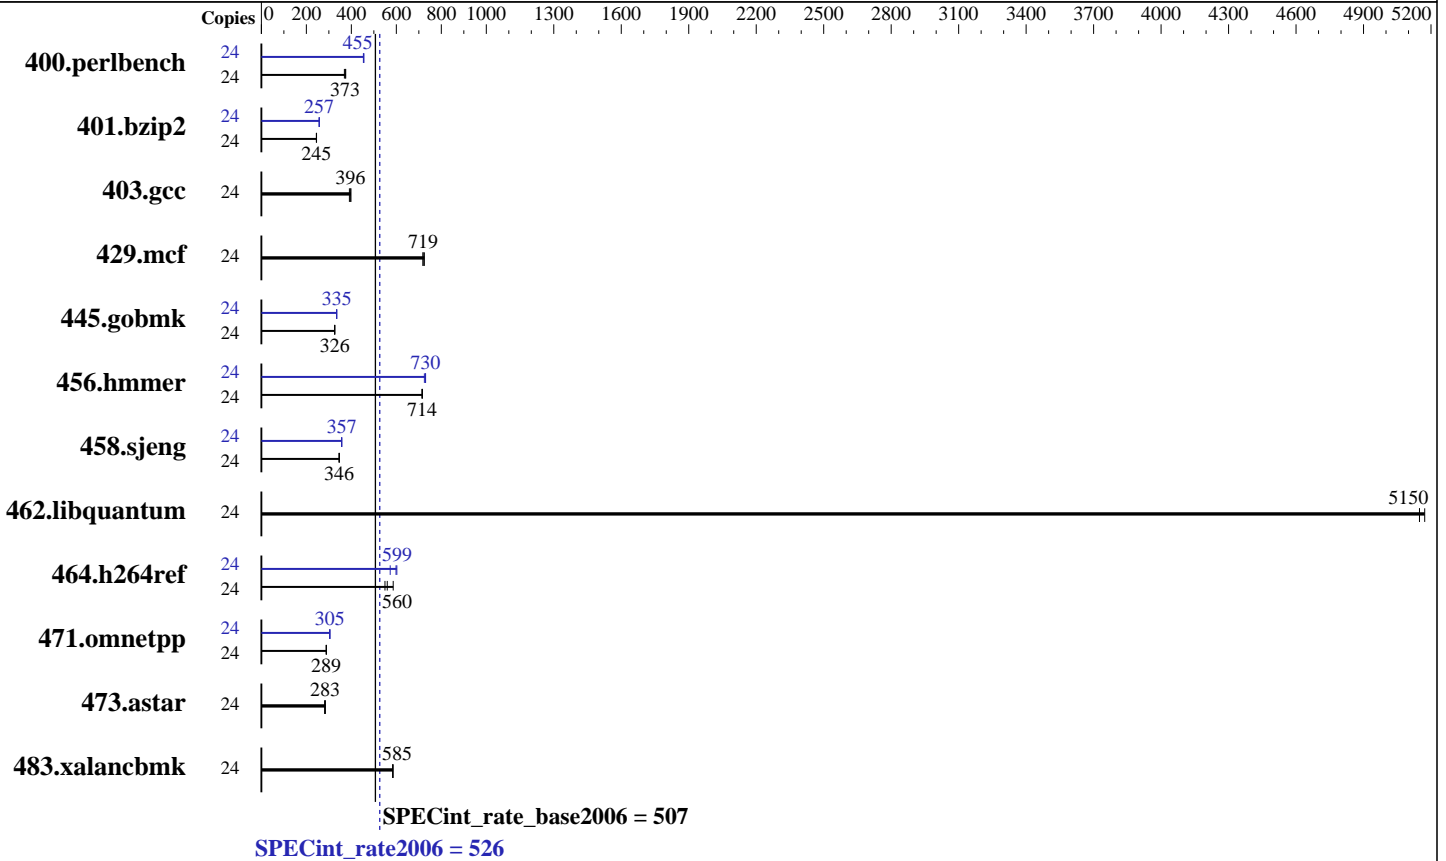 Copies 0 200 400 600 800 1000 1300 1600 1900 2200 2500 2800 3100 3400 3700 4000 4300 4600 4900 5200
400.perlbench 24 455
24 373
401.bzip2 24 257
24 245
403.gcc 24 396
429.mcf 24 719
445.gobmk 24 335
24 326
456.hmmer 24 730
24 714
458.sjeng 24 357
24 346
462.libquantum 24 5150
464.h264ref 24 599
24 560
471.omnetpp 24 305
24 289
473.astar 24 283
483.xalancbmk 24 585
SPECint_rate_base2006 = 507
SPECint_rate2006 = 526